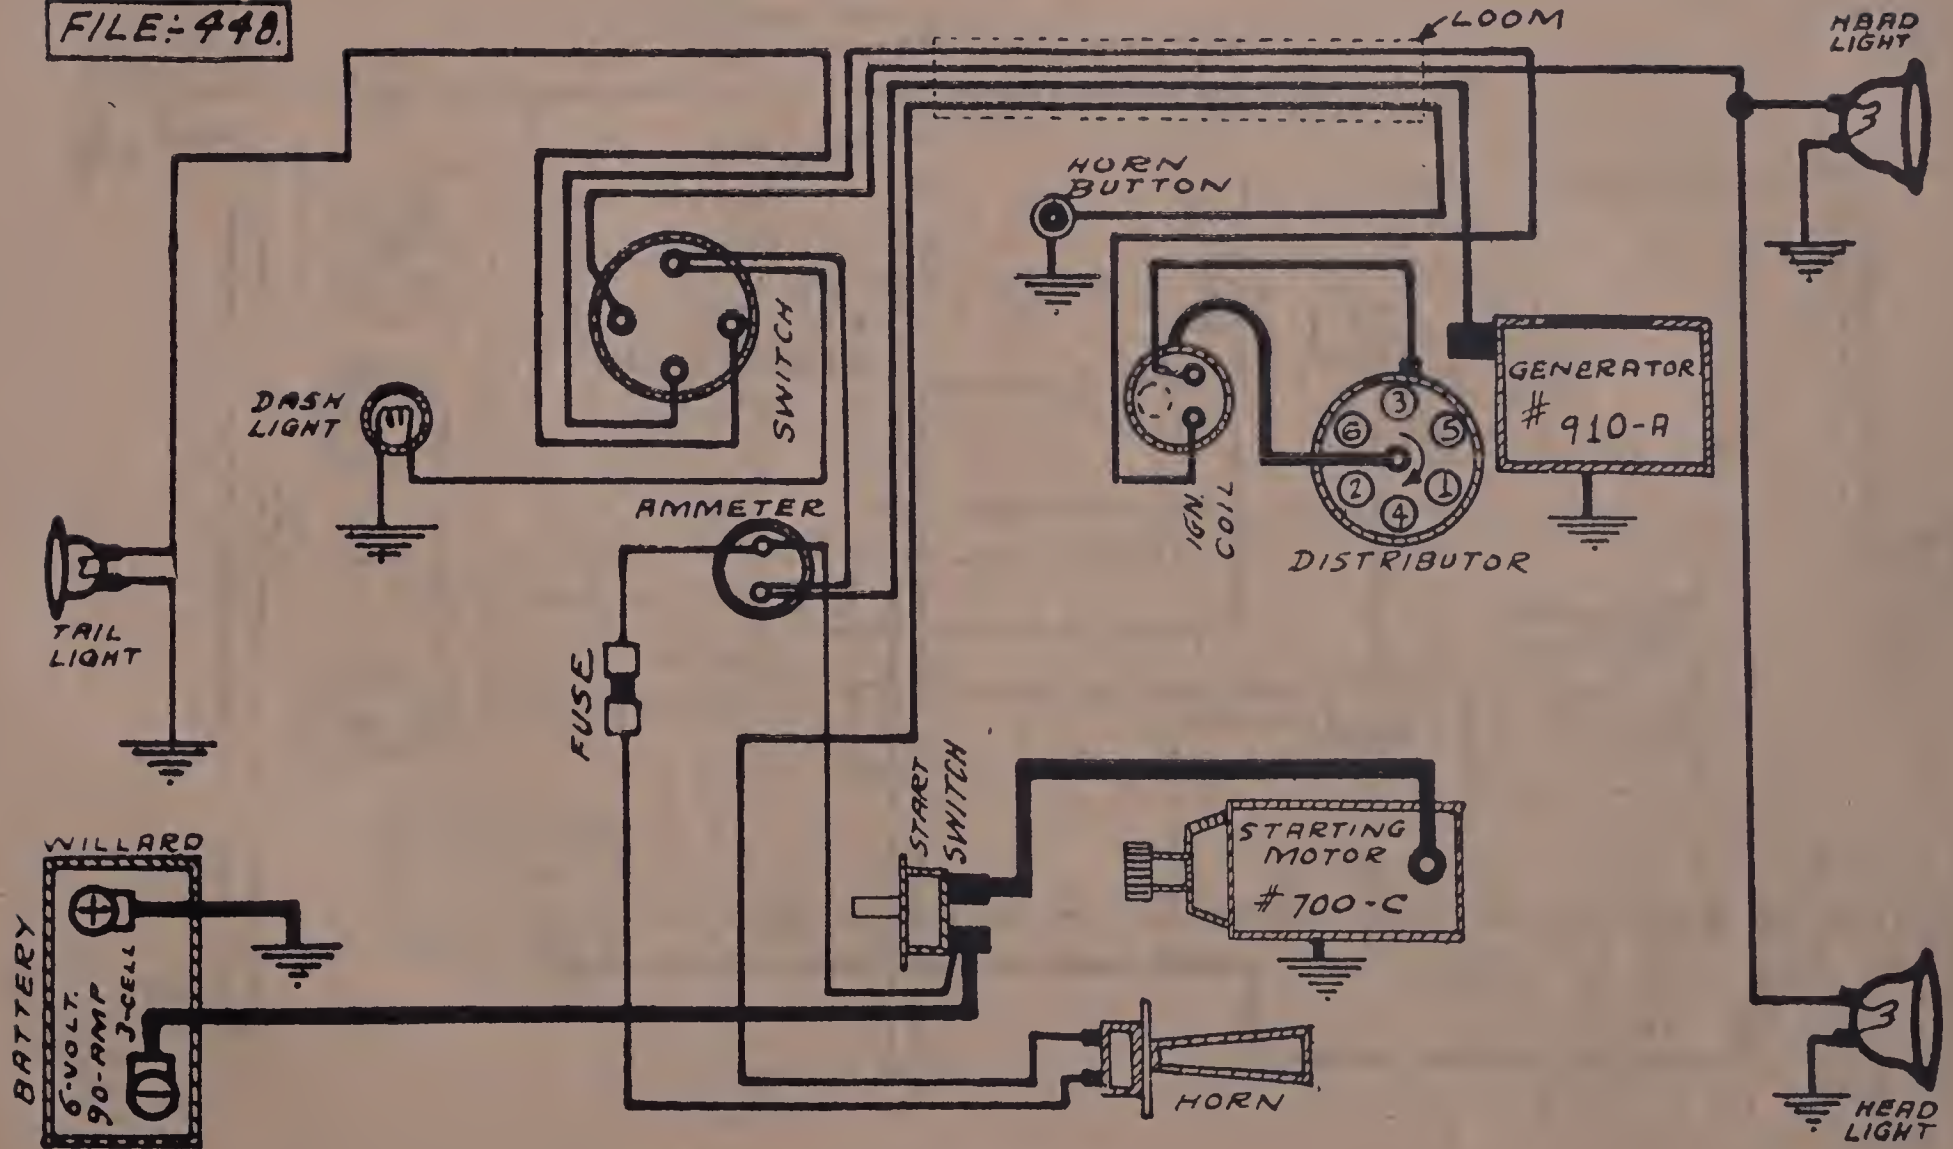 FILE:-448.
LOOM
HEAD
LIGHT
HORN
BUTTON
SWITCH
DASH
LIGHT
GENERATOR
# 910-A
3
6
5
2
1
4
IGN.
COIL
DISTRIBUTOR
AMMETER
TAIL
LIGHT
FUSE
START
SWITCH
STARTING
MOTOR
# 700-C
WILLARD
BATTERY
6-VOLT.
90-AMP
3-CELL
HORN
HEAD
LIGHT